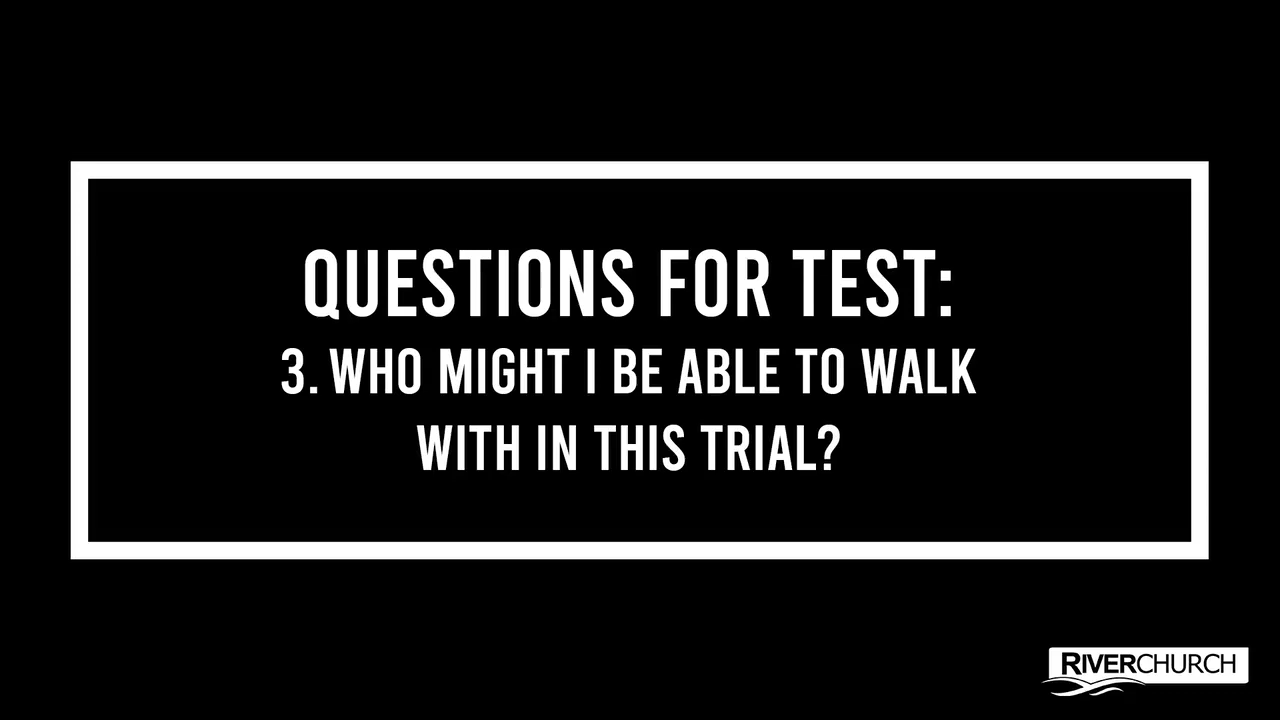 QUESTIONS FOR TEST:
3. WHO MIGHT I BE ABLE TO WALK
WITH IN THIS TRIAL?
RIVERCHURCH